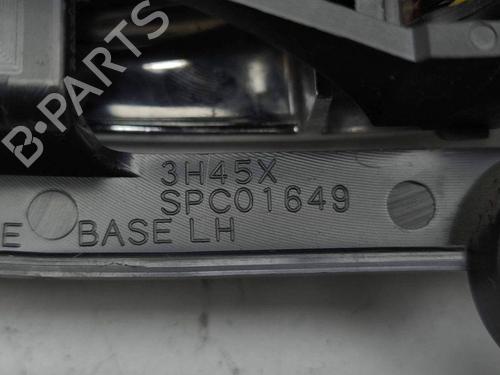 B-PARTS
3H45X
SPC01649
E BASE LH